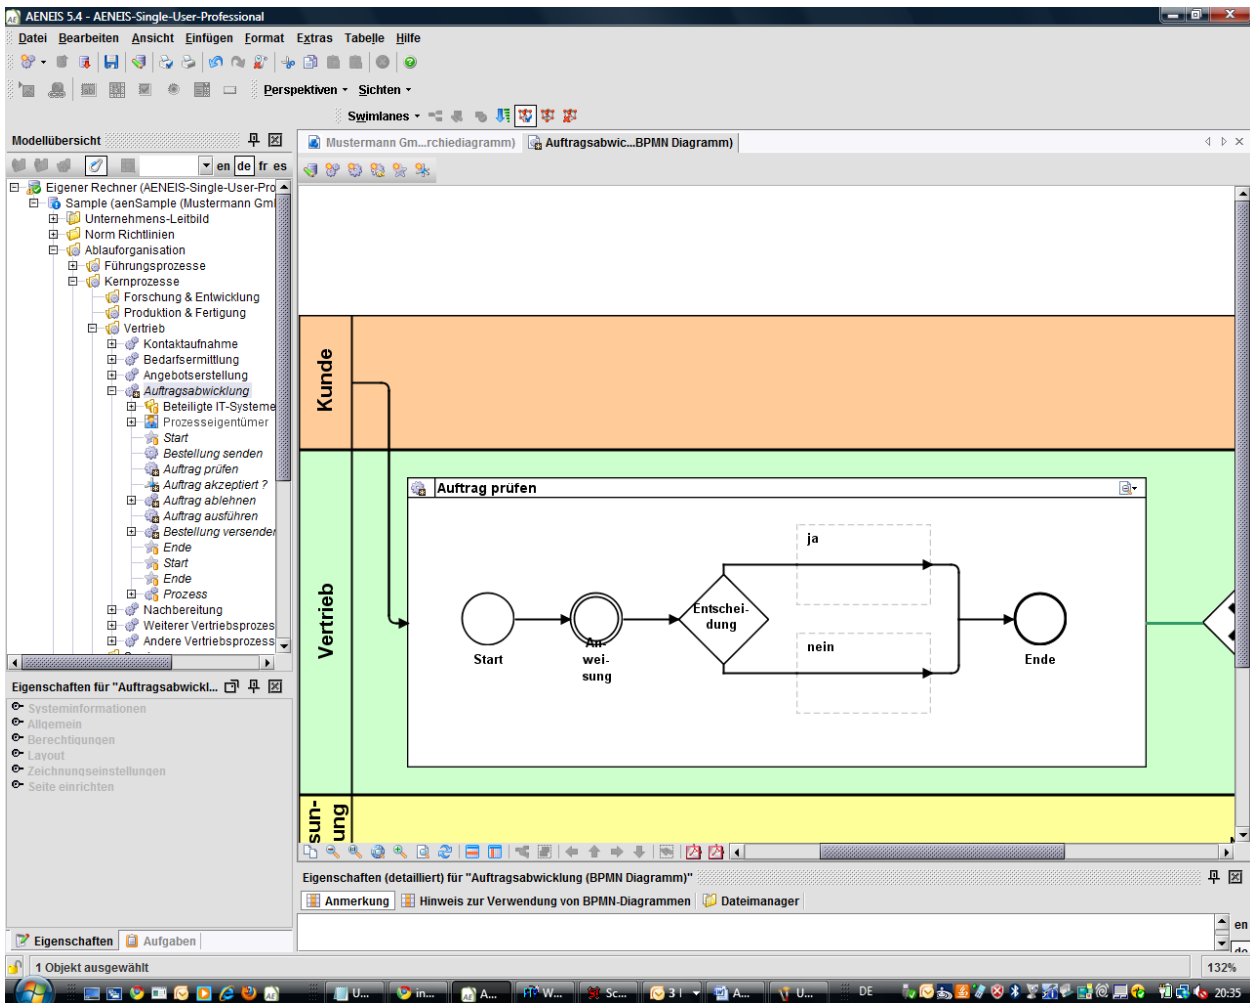 AENEIS 5.4 - AENEIS-Single-User-Professional
Datei Bearbeiten Ansicht Einfügen Format Extras Tabelle Hilfe
Perspektiven Sichten
Swimlanes
Modellübersicht
Mustermann Gm...rchiediagramm) Auftragsabwic...BPMN Diagramm)
en de fr es
Eigener Rechner (AENEIS-Single-User-Pro
Sample (aenSample (Mustermann Gml
Unternehmens-Leitbild
Norm Richtlinien
Ablauforganisation
Führungsprozesse
Kernprozesse
Forschung & Entwicklung
Produktion & Fertigung
Vertrieb
Kontaktaufnahme
Bedarfsermittlung
Angebotserstellung
Auftragsabwicklung
Beteiligte IT-Systeme
Prozesseigentümer
Start
Bestellung senden
Auftrag prüfen
Auftrag akzeptiert ?
Auftrag ablehnen
Auftrag ausführen
Bestellung versender
Ende
Start
Ende
Prozess
Nachbereitung
Weiterer Vertriebsprozes
Andere Vertriebsprozess
Kunde
Vertrieb
Auftrag prüfen
Start
An-
wei-
sung
Entschei-
dung
ja
nein
Ende
sun-
ung
Eigenschaften für "Auftragsabwickl...
Systeminformationen
Allgemein
Berechtigungen
Layout
Zeichnungseinstellungen
Seite einrichten
Eigenschaften Aufgaben
Eigenschaften (detailliert) für "Auftragsabwicklung (BPMN Diagramm)"
Anmerkung Hinweis zur Verwendung von BPMN-Diagrammen Dateimanager
en
de
1 Objekt ausgewählt
132%
U... in... A... W... Sc... 3 I A... U... DE 20:35